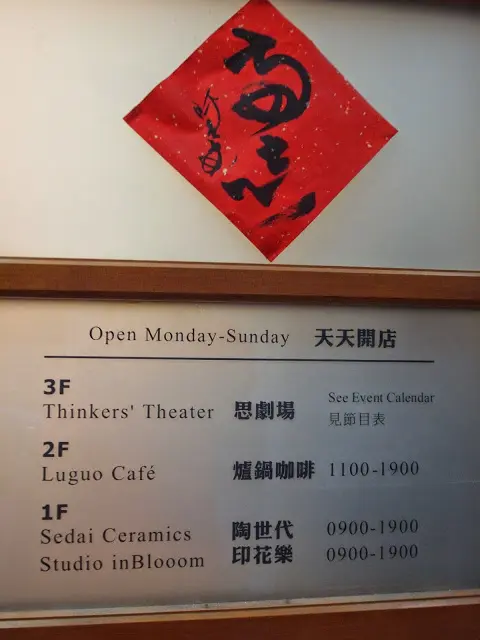 Open Monday-Sunday 天天開店
3F
Thinkers' Theater 思劇場 See Event Calendar
見節目表
2F
Luguo Café 爐鍋咖啡 1100-1900
1F
Sedai Ceramics 陶世代 0900-1900
Studio inBlooom 印花樂 0900-1900